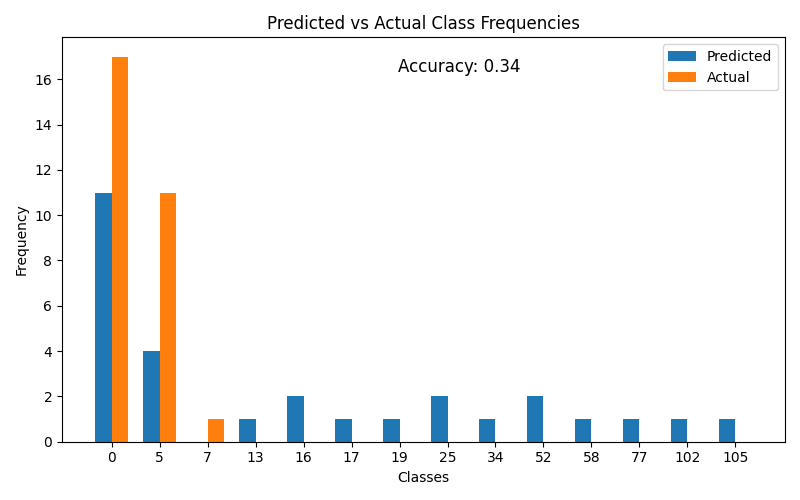 Predicted vs Actual Class Frequencies
Accuracy: 0.34
Predicted
Actual
Frequency
16
14
12
10
8
6
4
2
0
0 5 7 13 16 17 19 25 34 52 58 77 102 105
Classes